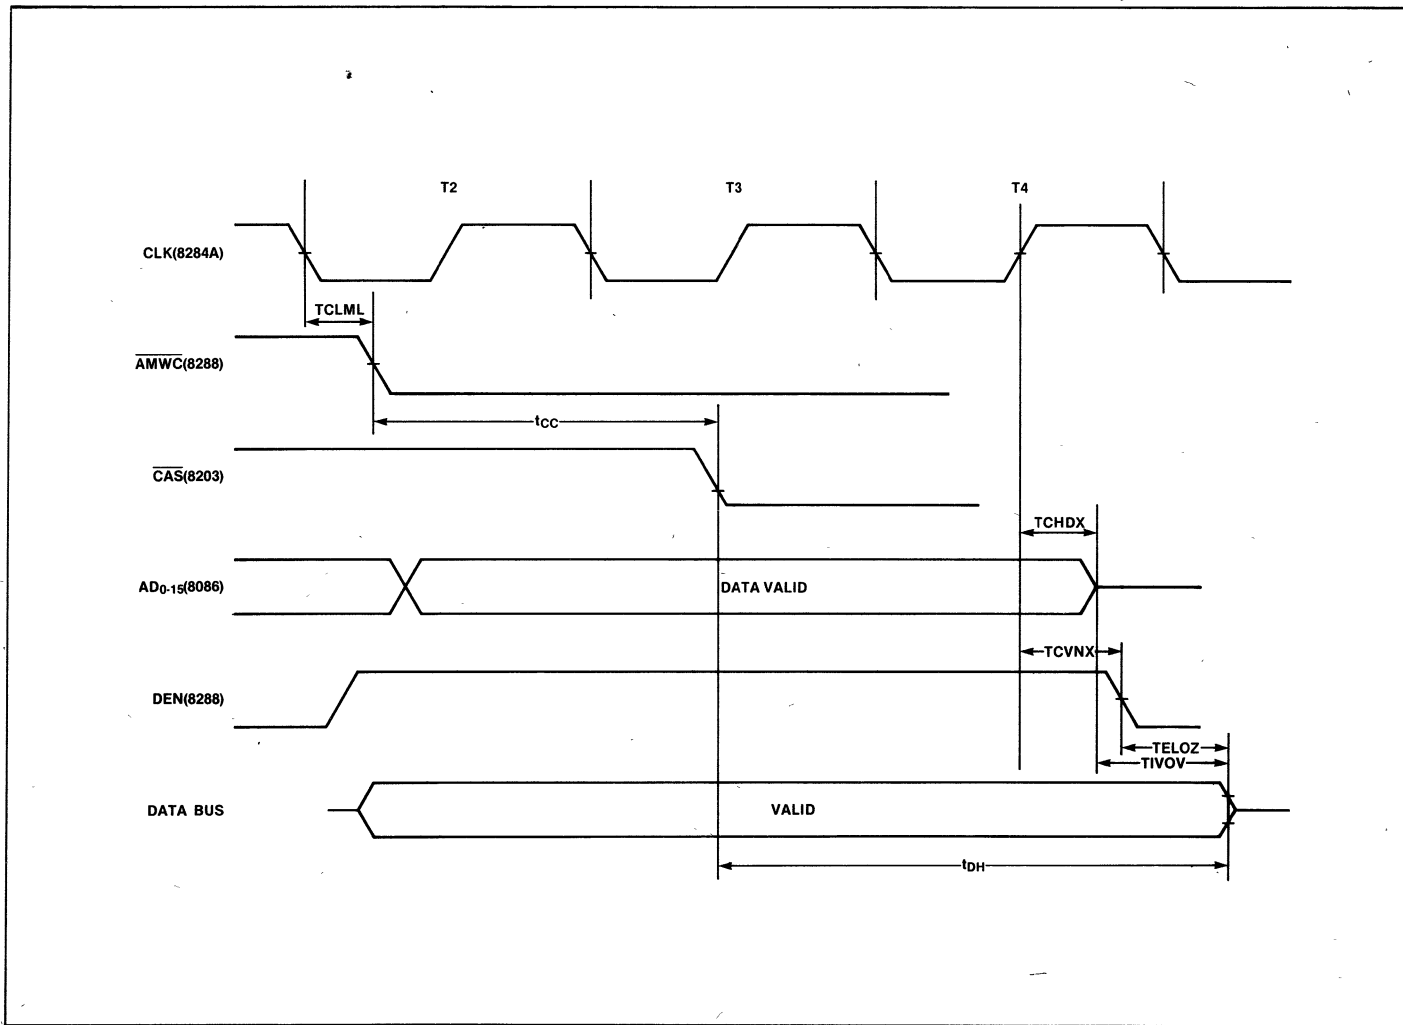 T2 T3 T4
CLK(8284A)
TCLML
AMWC(8288)
tCC
CAS(8203)
TCHDX
AD0-15(8086) DATA VALID
TCVNX
DEN(8288)
TELOZ
TIVOV
DATA BUS VALID
tDH